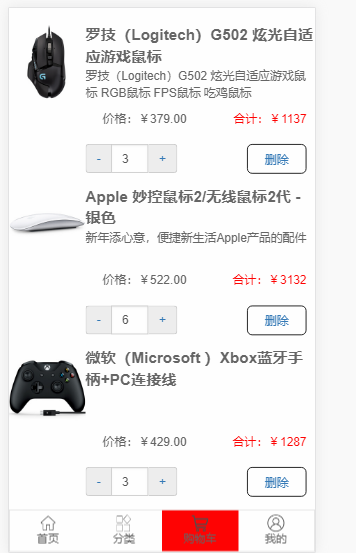 罗技（Logitech）G502 炫光自适
应游戏鼠标
罗技（Logitech）G502 炫光自适应游戏鼠
标 RGB鼠标 FPS鼠标 吃鸡鼠标
价格：￥379.00
合计：￥1137
- 3 +
删除
Apple 妙控鼠标2/无线鼠标2代 -
银色
新年添心意，便捷新生活Apple产品的配件
价格：￥522.00
合计：￥3132
- 6 +
删除
微软（Microsoft ）Xbox蓝牙手
柄+PC连接线
价格：￥429.00
合计：￥1287
- 3 +
删除
首页
分类
购物车
我的